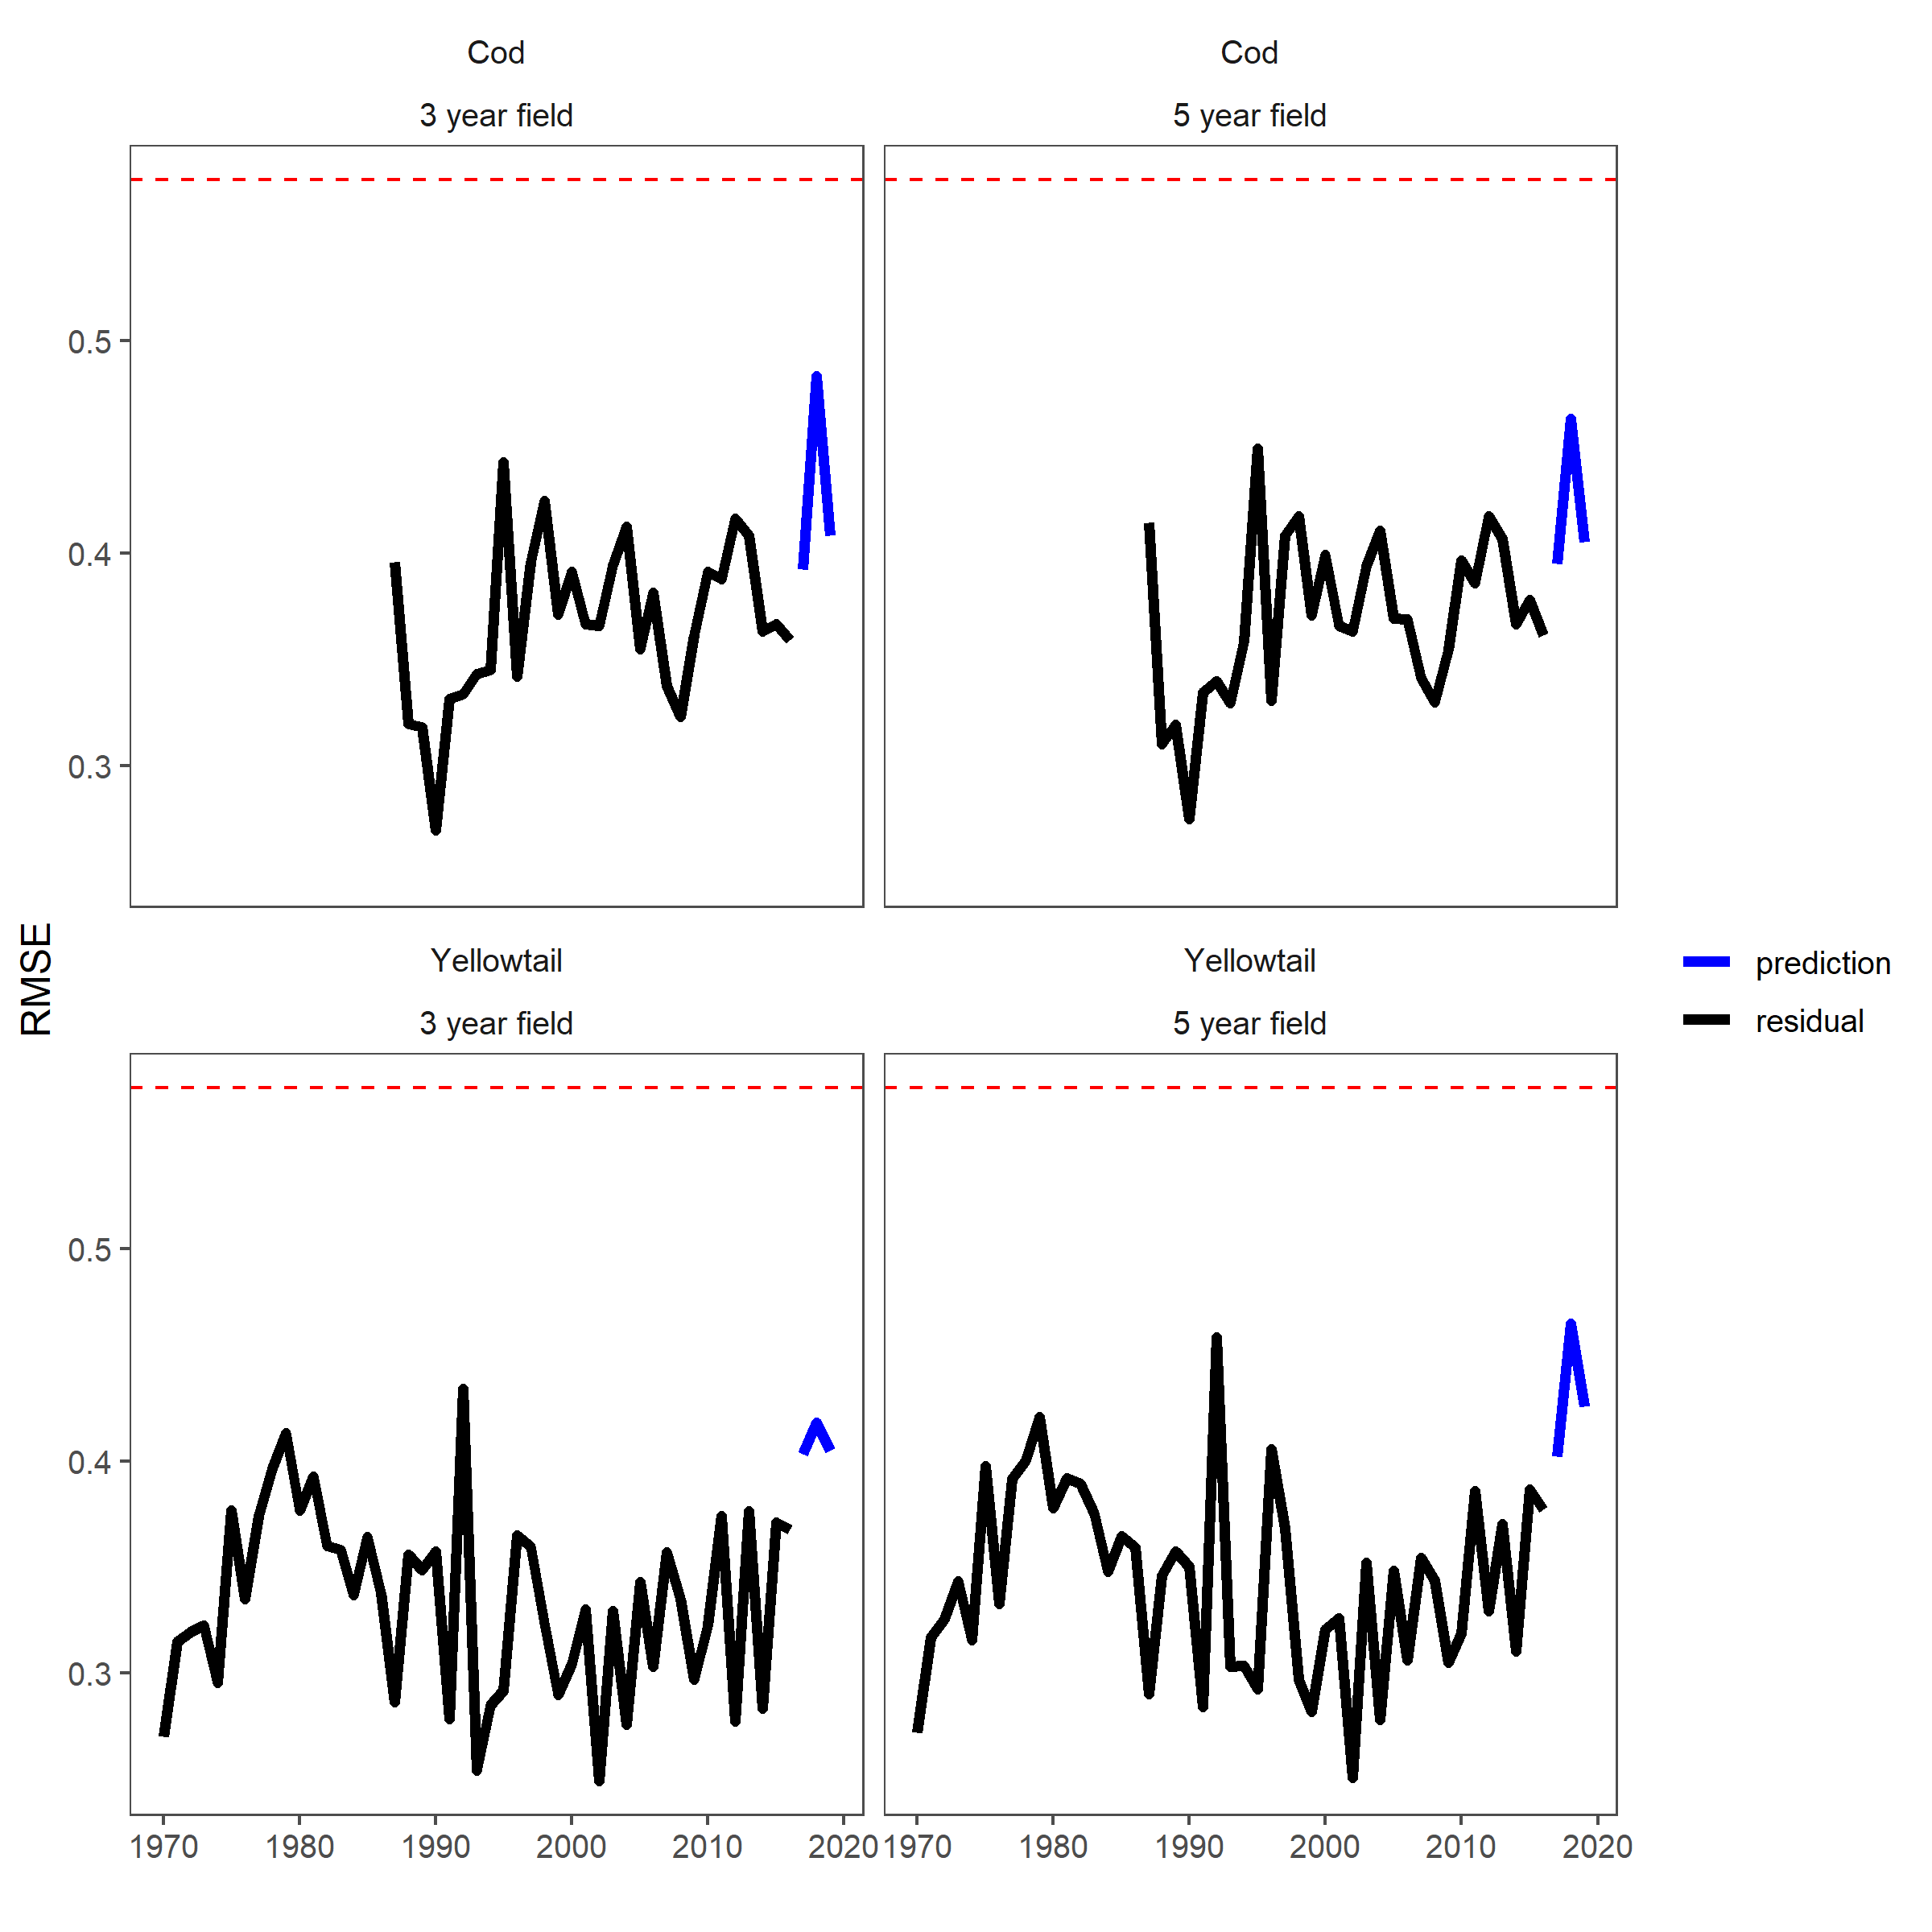 Cod
3 year field
Cod
5 year field
0.5
0.4
0.3
RMSE
Yellowtail
3 year field
Yellowtail
5 year field
0.5
0.4
0.3
1970 1980 1990 2000 2010 2020
1970 1980 1990 2000 2010 2020
prediction
residual